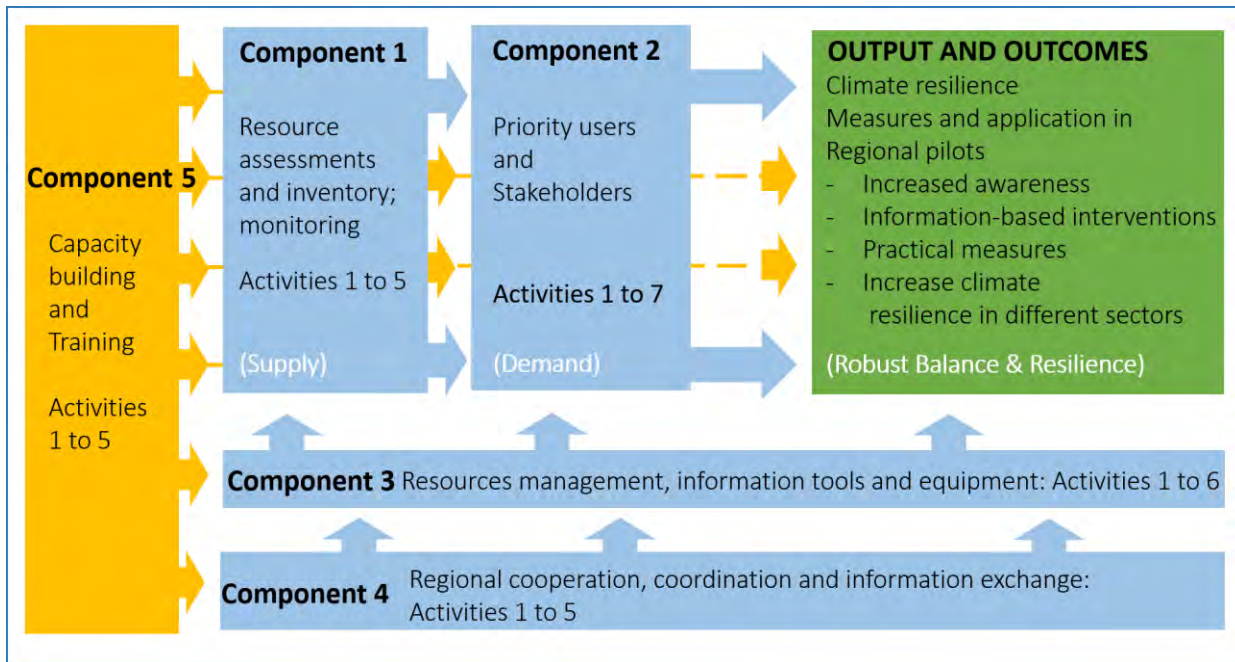 Component 5
Capacity
building
and
Training
Activities
1 to 5
Component 1
Resource
assessments
and inventory;
monitoring
Activities 1 to 5
(Supply)
Component 2
Priority users
and
Stakeholders
Activities 1 to 7
(Demand)
OUTPUT AND OUTCOMES
Climate resilience
Measures and application in
Regional pilots
- Increased awareness
- Information-based interventions
- Practical measures
- Increase climate
resilience in different sectors
(Robust Balance & Resilience)
Component 3 Resources management, information tools and equipment: Activities 1 to 6
Component 4 Regional cooperation, coordination and information exchange:
Activities 1 to 5